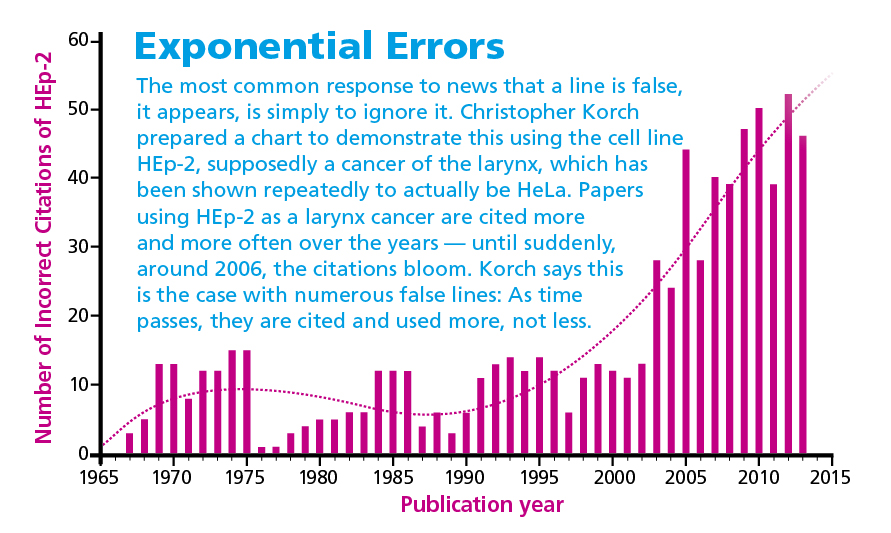 Exponential Errors
The most common response to news that a line is false,
it appears, is simply to ignore it. Christopher Korch
prepared a chart to demonstrate this using the cell line
HEp-2, supposedly a cancer of the larynx, which has
been shown repeatedly to actually be HeLa. Papers
using HEp-2 as a larynx cancer are cited more
and more often over the years — until suddenly,
around 2006, the citations bloom. Korch says this
is the case with numerous false lines: As time
passes, they are cited and used more, not less.
Number of Incorrect Citations of HEp-2
60
50
40
30
20
10
0
1965 1970 1975 1980 1985 1990 1995 2000 2005 2010 2015
Publication year